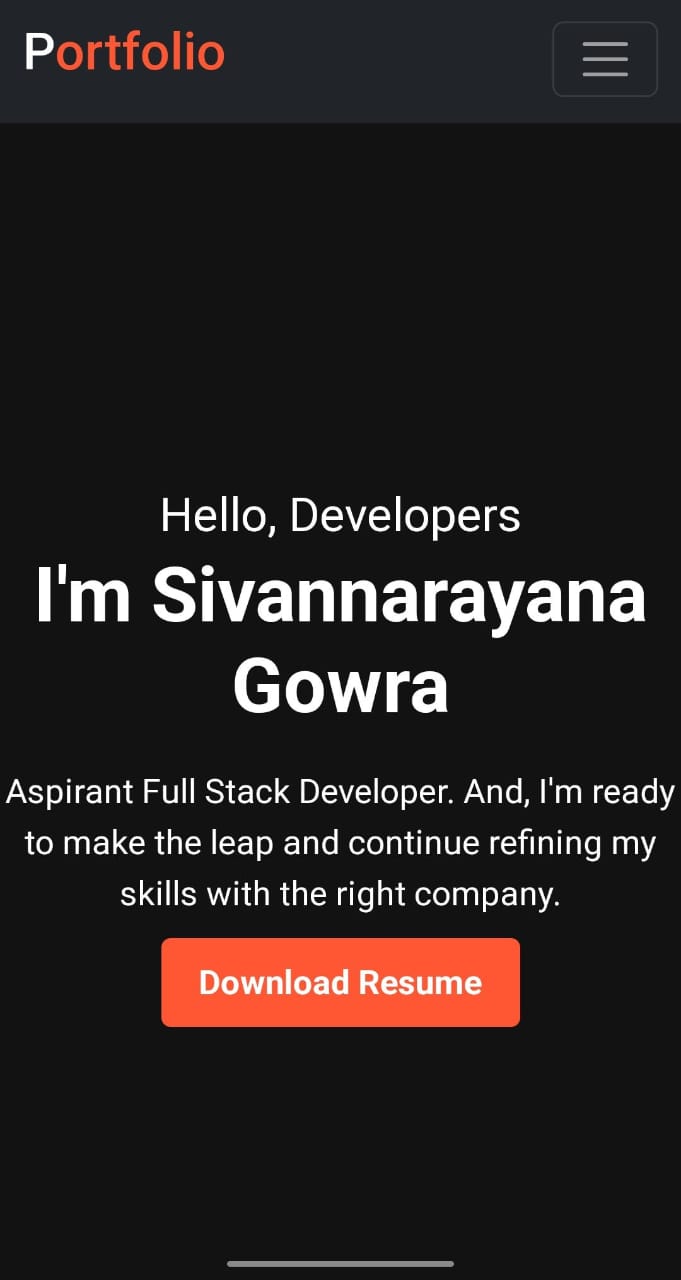 Portfolio
Hello, Developers
I'm Sivannarayana
Gowra
Aspirant Full Stack Developer. And, I'm ready
to make the leap and continue refining my
skills with the right company.
Download Resume